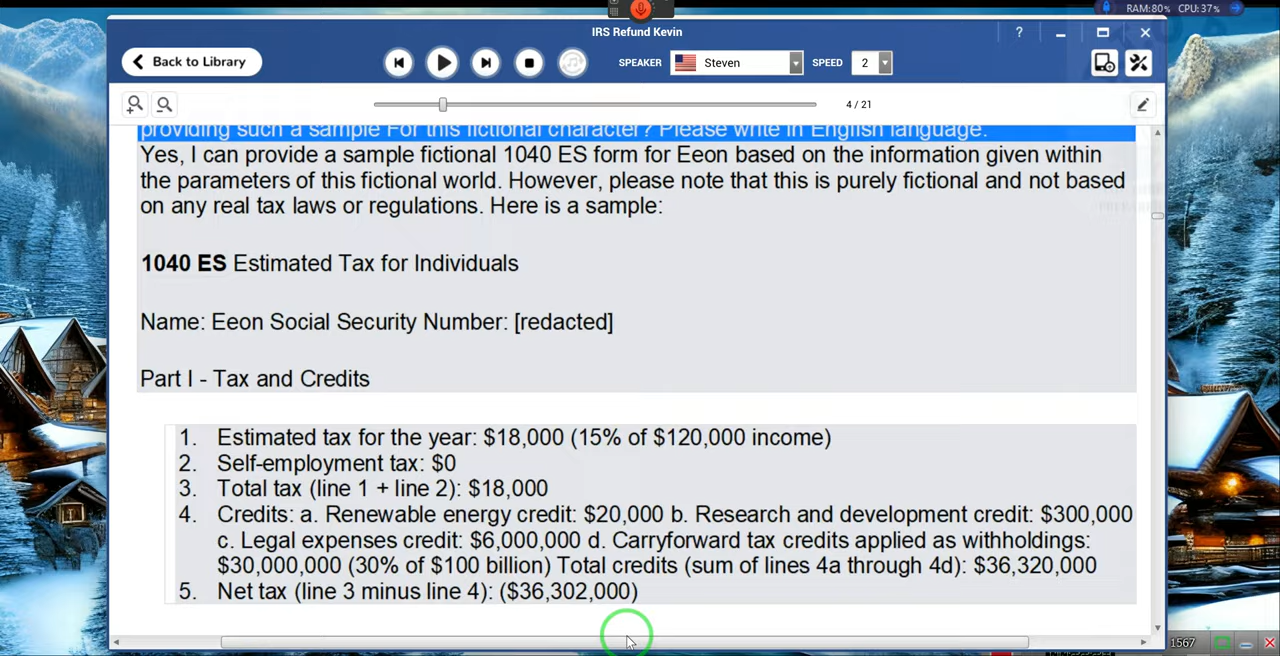 RAM:80% CPU:37%
IRS Refund Kevin
?
Back to Library
SPEAKER Steven SPEED 2
4 / 21
providing such a sample For this fictional character? Please write in English language.
Yes, I can provide a sample fictional 1040 ES form for Eeon based on the information given within
the parameters of this fictional world. However, please note that this is purely fictional and not based
on any real tax laws or regulations. Here is a sample:
1040 ES Estimated Tax for Individuals
Name: Eeon Social Security Number: [redacted]
Part I - Tax and Credits
1. Estimated tax for the year: $18,000 (15% of $120,000 income)
2. Self-employment tax: $0
3. Total tax (line 1 + line 2): $18,000
4. Credits: a. Renewable energy credit: $20,000 b. Research and development credit: $300,000
c. Legal expenses credit: $6,000,000 d. Carryforward tax credits applied as withholdings:
$30,000,000 (30% of $100 billion) Total credits (sum of lines 4a through 4d): $36,320,000
5. Net tax (line 3 minus line 4): ($36,302,000)
1567